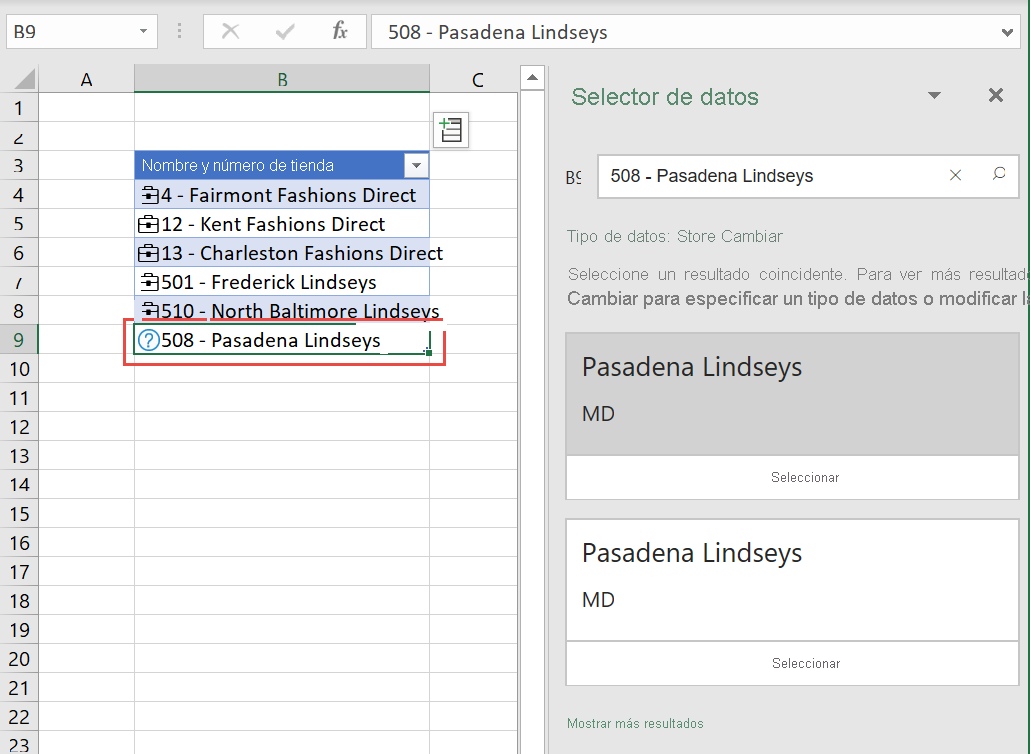 B9
fx
508 - Pasadena Lindseys
A
B
C
1
2
3
Nombre y número de tienda
4
4 - Fairmont Fashions Direct
5
12 - Kent Fashions Direct
6
13 - Charleston Fashions Direct
7
501 - Frederick Lindseys
8
510 - North Baltimore Lindseys
9
?
508 - Pasadena Lindseys
10
11
12
13
14
15
16
17
18
19
20
21
22
23
Selector de datos
B9
508 - Pasadena Lindseys
Tipo de datos: Store Cambiar
Seleccione un resultado coincidente. Para ver más resultad
Cambiar para especificar un tipo de datos o modificar l
Pasadena Lindseys
MD
Seleccionar
Pasadena Lindseys
MD
Seleccionar
Mostrar más resultados